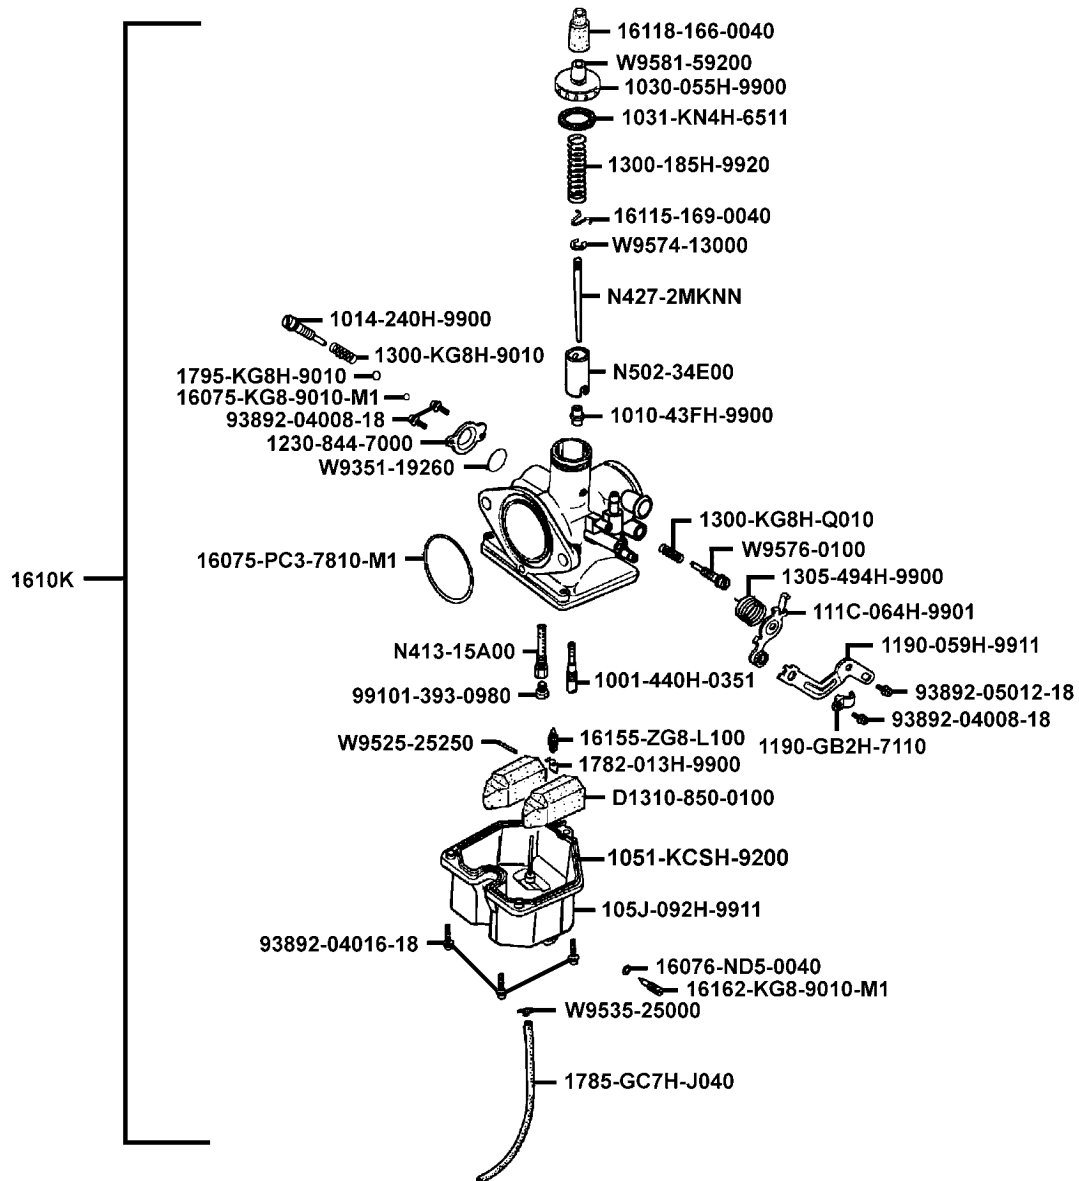 16118-166-0040
W9581-59200
1030-055H-9900
1031-KN4H-6511
1300-185H-9920
16115-169-0040
W9574-13000
N427-2MKNN
1014-240H-9900
1300-KG8H-9010
N502-34E00
1795-KG8H-9010
16075-KG8-9010-M1
93892-04008-18
1010-43FH-9900
1230-844-7000
W9351-19260
1300-KG8H-Q010
W9576-0100
16075-PC3-7810-M1
1305-494H-9900
1610K
111C-064H-9901
1190-059H-9911
N413-15A00
1001-440H-0351
99101-393-0980
93892-05012-18
93892-04008-18
1190-GB2H-7110
W9525-25250
16155-ZG8-L100
1782-013H-9900
D1310-850-0100
1051-KCSH-9200
105J-092H-9911
93892-04016-18
16076-ND5-0040
16162-KG8-9010-M1
W9535-25000
1785-GC7H-J040